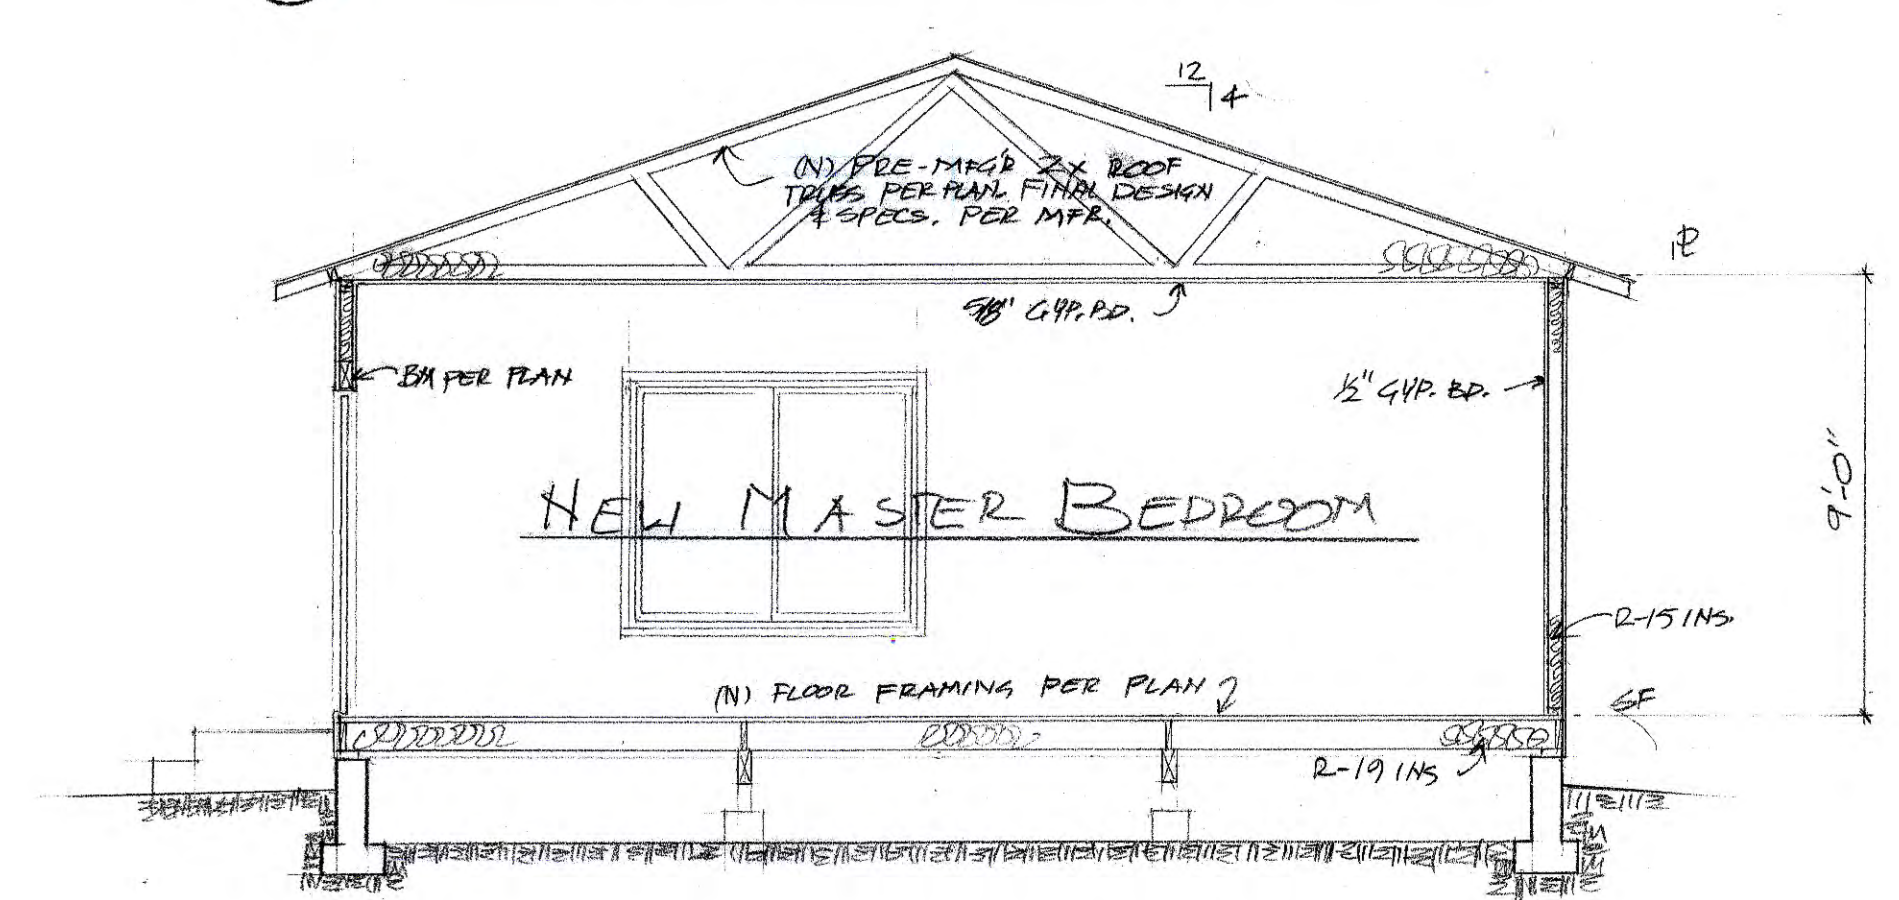 12
4
(N) PRE-MFG'R 2X ROOF
TRUSS PER PLAN. FINAL DESIGN
& SPECS. PER MFR.
PL
5/8" GYP. BD.
BM PER PLAN
1/2" GYP. BD.
9'-0"
NEW MASTER BEDROOM
R-15 INS.
(N) FLOOR FRAMING PER PLAN
SF
R-19 INS